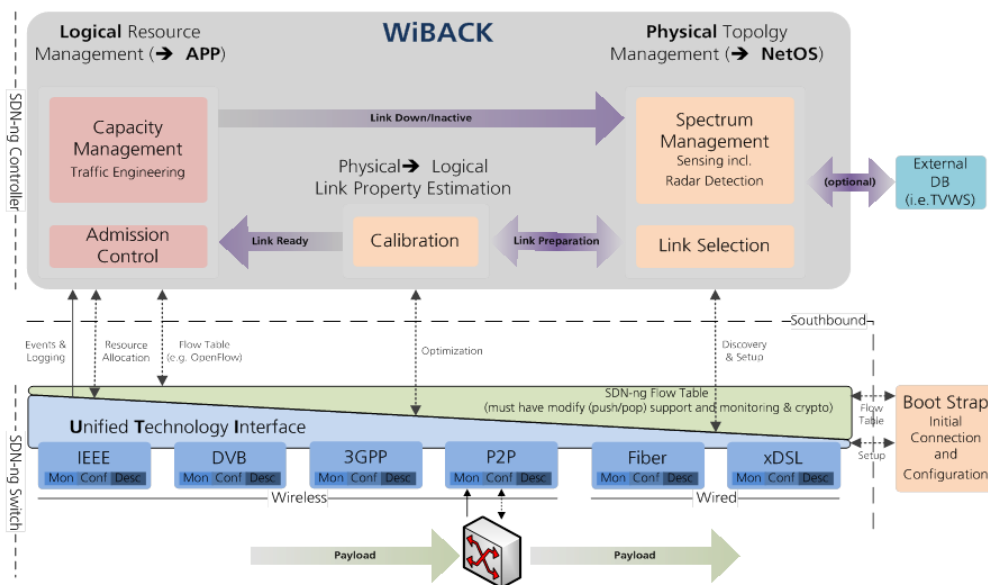 WiBACK
Logical Resource
Management (➔ APP)
Physical Topolgy
Management (➔ NetOS)
SDN-ng Controller
Capacity
Management
Traffic Engineering
Link Down/Inactive
Spectrum
Management
Sensing incl.
Radar Detection
(optional)
External
DB
(i.e.TVWS)
Physical➔ Logical
Link Property Estimation
Admission
Control
Link Ready
Calibration
Link Preparation
Link Selection
Southbound
Events &
Logging
Resource
Allocation
Flow Table
(e.g. OpenFlow)
Optimization
Discovery
& Setup
SDN-ng Flow Table
(must have modify (push/pop) support and monitoring & crypto)
Flow
Table
Boot Strap
Initial
Connection
and
Configuration
Setup
SDN-ng Switch
Unified Technology Interface
IEEE
Mon Conf Desc
DVB
Mon Conf Desc
3GPP
Mon Conf Desc
P2P
Mon Conf Desc
Fiber
Mon Conf Desc
xDSL
Mon Conf Desc
Wireless
Wired
Payload
Payload